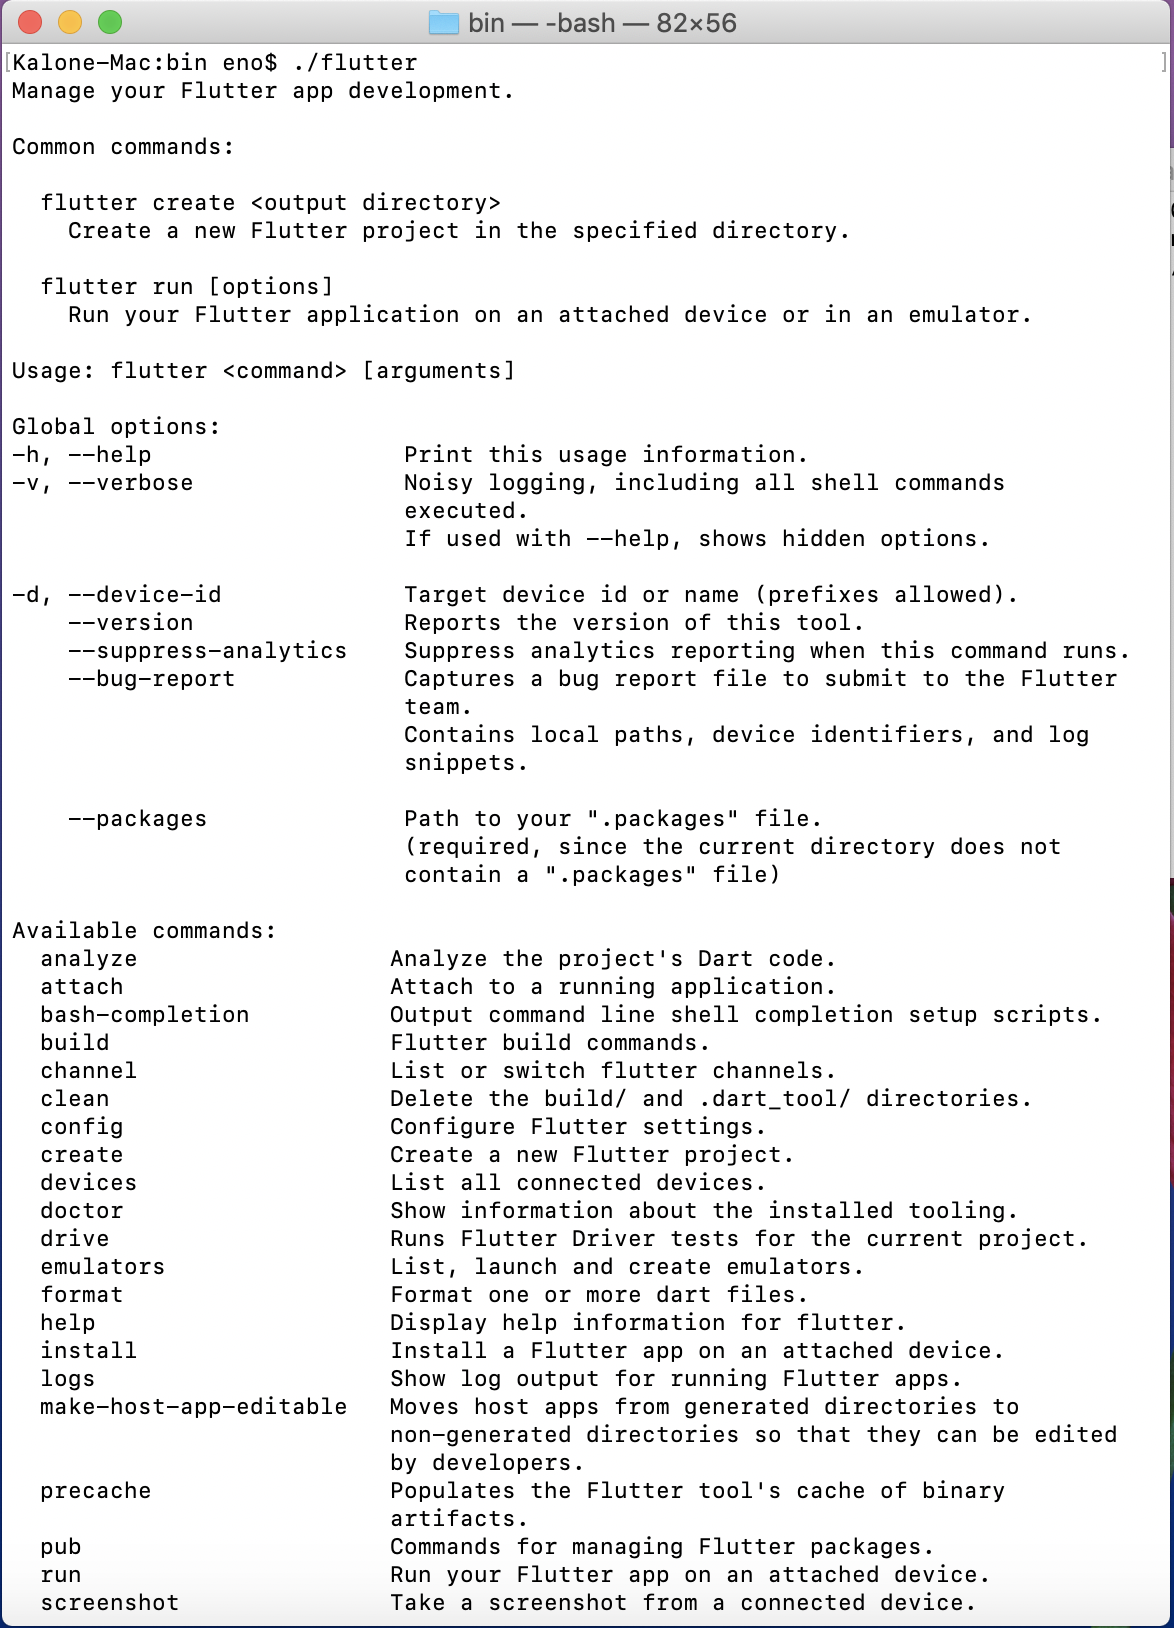 bin — -bash — 82×56
Kalone-Mac:bin eno$ ./flutter
Manage your Flutter app development.
Common commands:
flutter create <output directory>
Create a new Flutter project in the specified directory.
flutter run [options]
Run your Flutter application on an attached device or in an emulator.
Usage: flutter <command> [arguments]
Global options:
-h, --help Print this usage information.
-v, --verbose Noisy logging, including all shell commands
executed.
If used with --help, shows hidden options.
-d, --device-id Target device id or name (prefixes allowed).
--version Reports the version of this tool.
--suppress-analytics Suppress analytics reporting when this command runs.
--bug-report Captures a bug report file to submit to the Flutter
team.
Contains local paths, device identifiers, and log
snippets.
--packages Path to your ".packages" file.
(required, since the current directory does not
contain a ".packages" file)
Available commands:
analyze Analyze the project's Dart code.
attach Attach to a running application.
bash-completion Output command line shell completion setup scripts.
build Flutter build commands.
channel List or switch flutter channels.
clean Delete the build/ and .dart_tool/ directories.
config Configure Flutter settings.
create Create a new Flutter project.
devices List all connected devices.
doctor Show information about the installed tooling.
drive Runs Flutter Driver tests for the current project.
emulators List, launch and create emulators.
format Format one or more dart files.
help Display help information for flutter.
install Install a Flutter app on an attached device.
logs Show log output for running Flutter apps.
make-host-app-editable Moves host apps from generated directories to
non-generated directories so that they can be edited
by developers.
precache Populates the Flutter tool's cache of binary
artifacts.
pub Commands for managing Flutter packages.
run Run your Flutter app on an attached device.
screenshot Take a screenshot from a connected device.